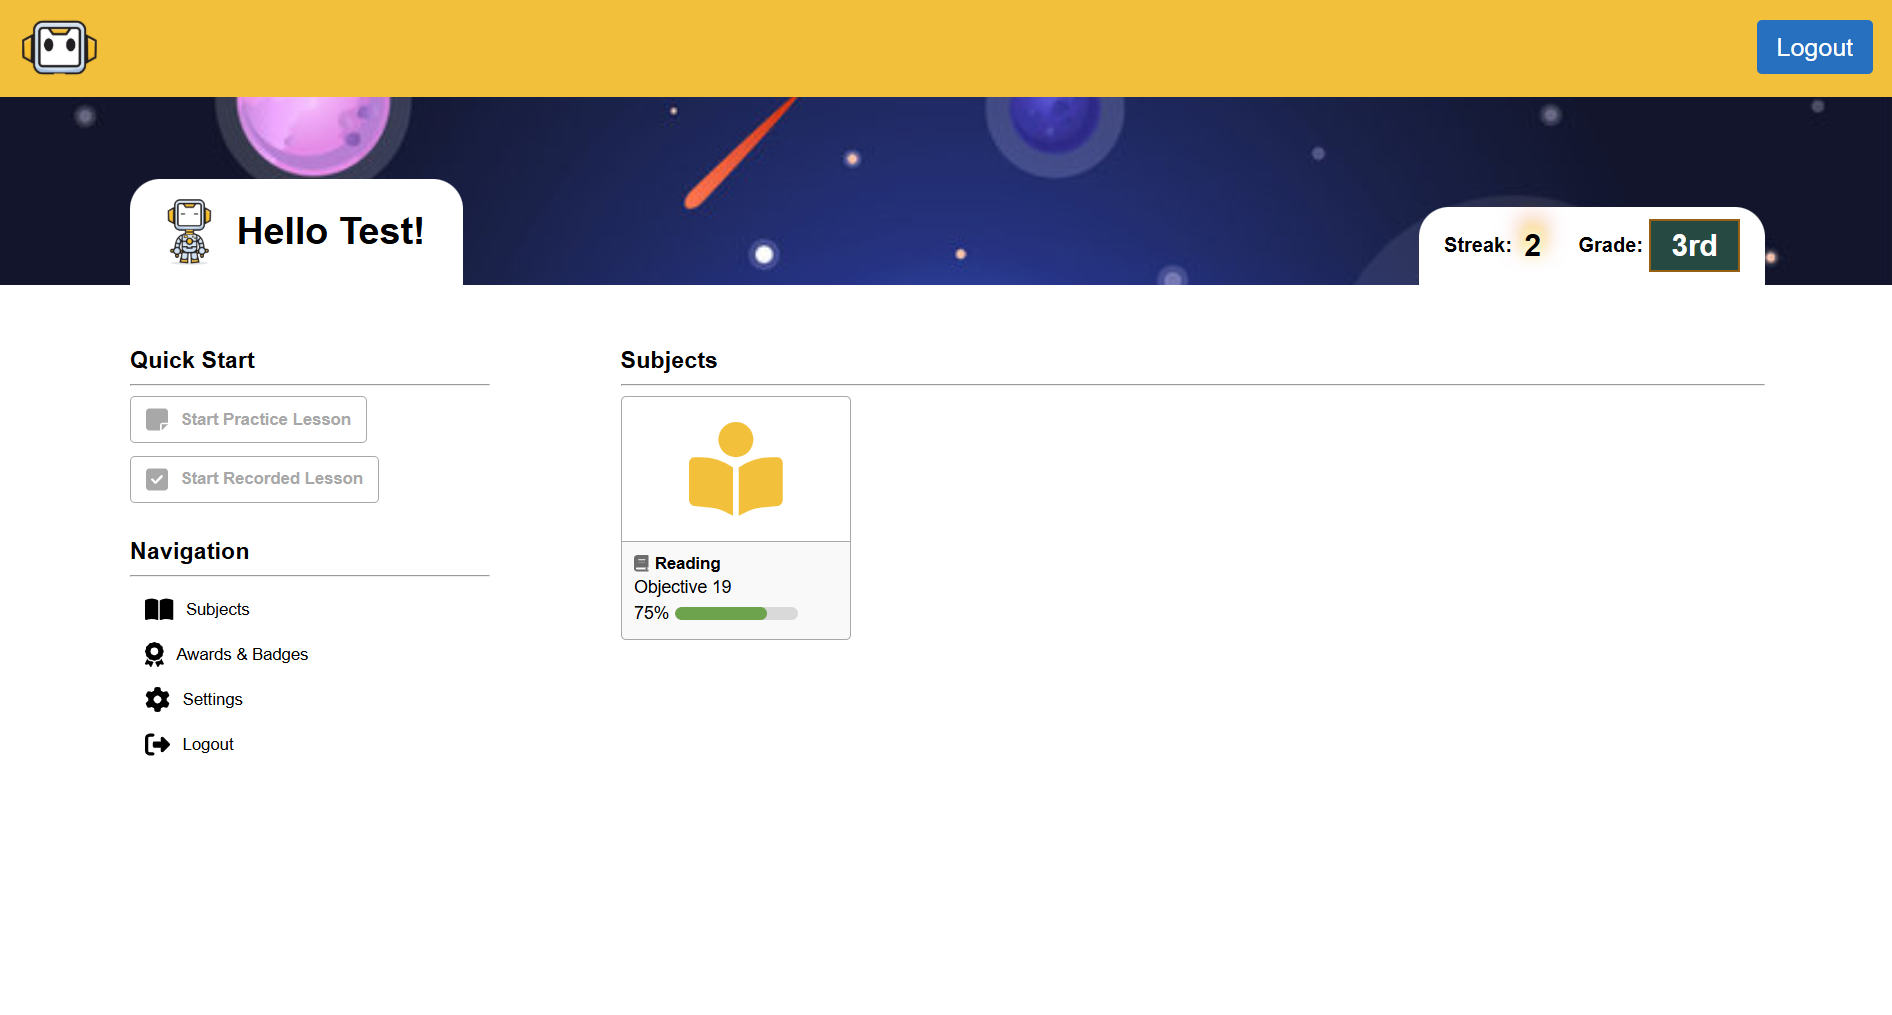 Logout
Hello Test!
Streak: 2 Grade: 3rd
Quick Start
Start Practice Lesson
Start Recorded Lesson
Navigation
Subjects
Awards & Badges
Settings
Logout
Subjects
Reading
Objective 19
75%